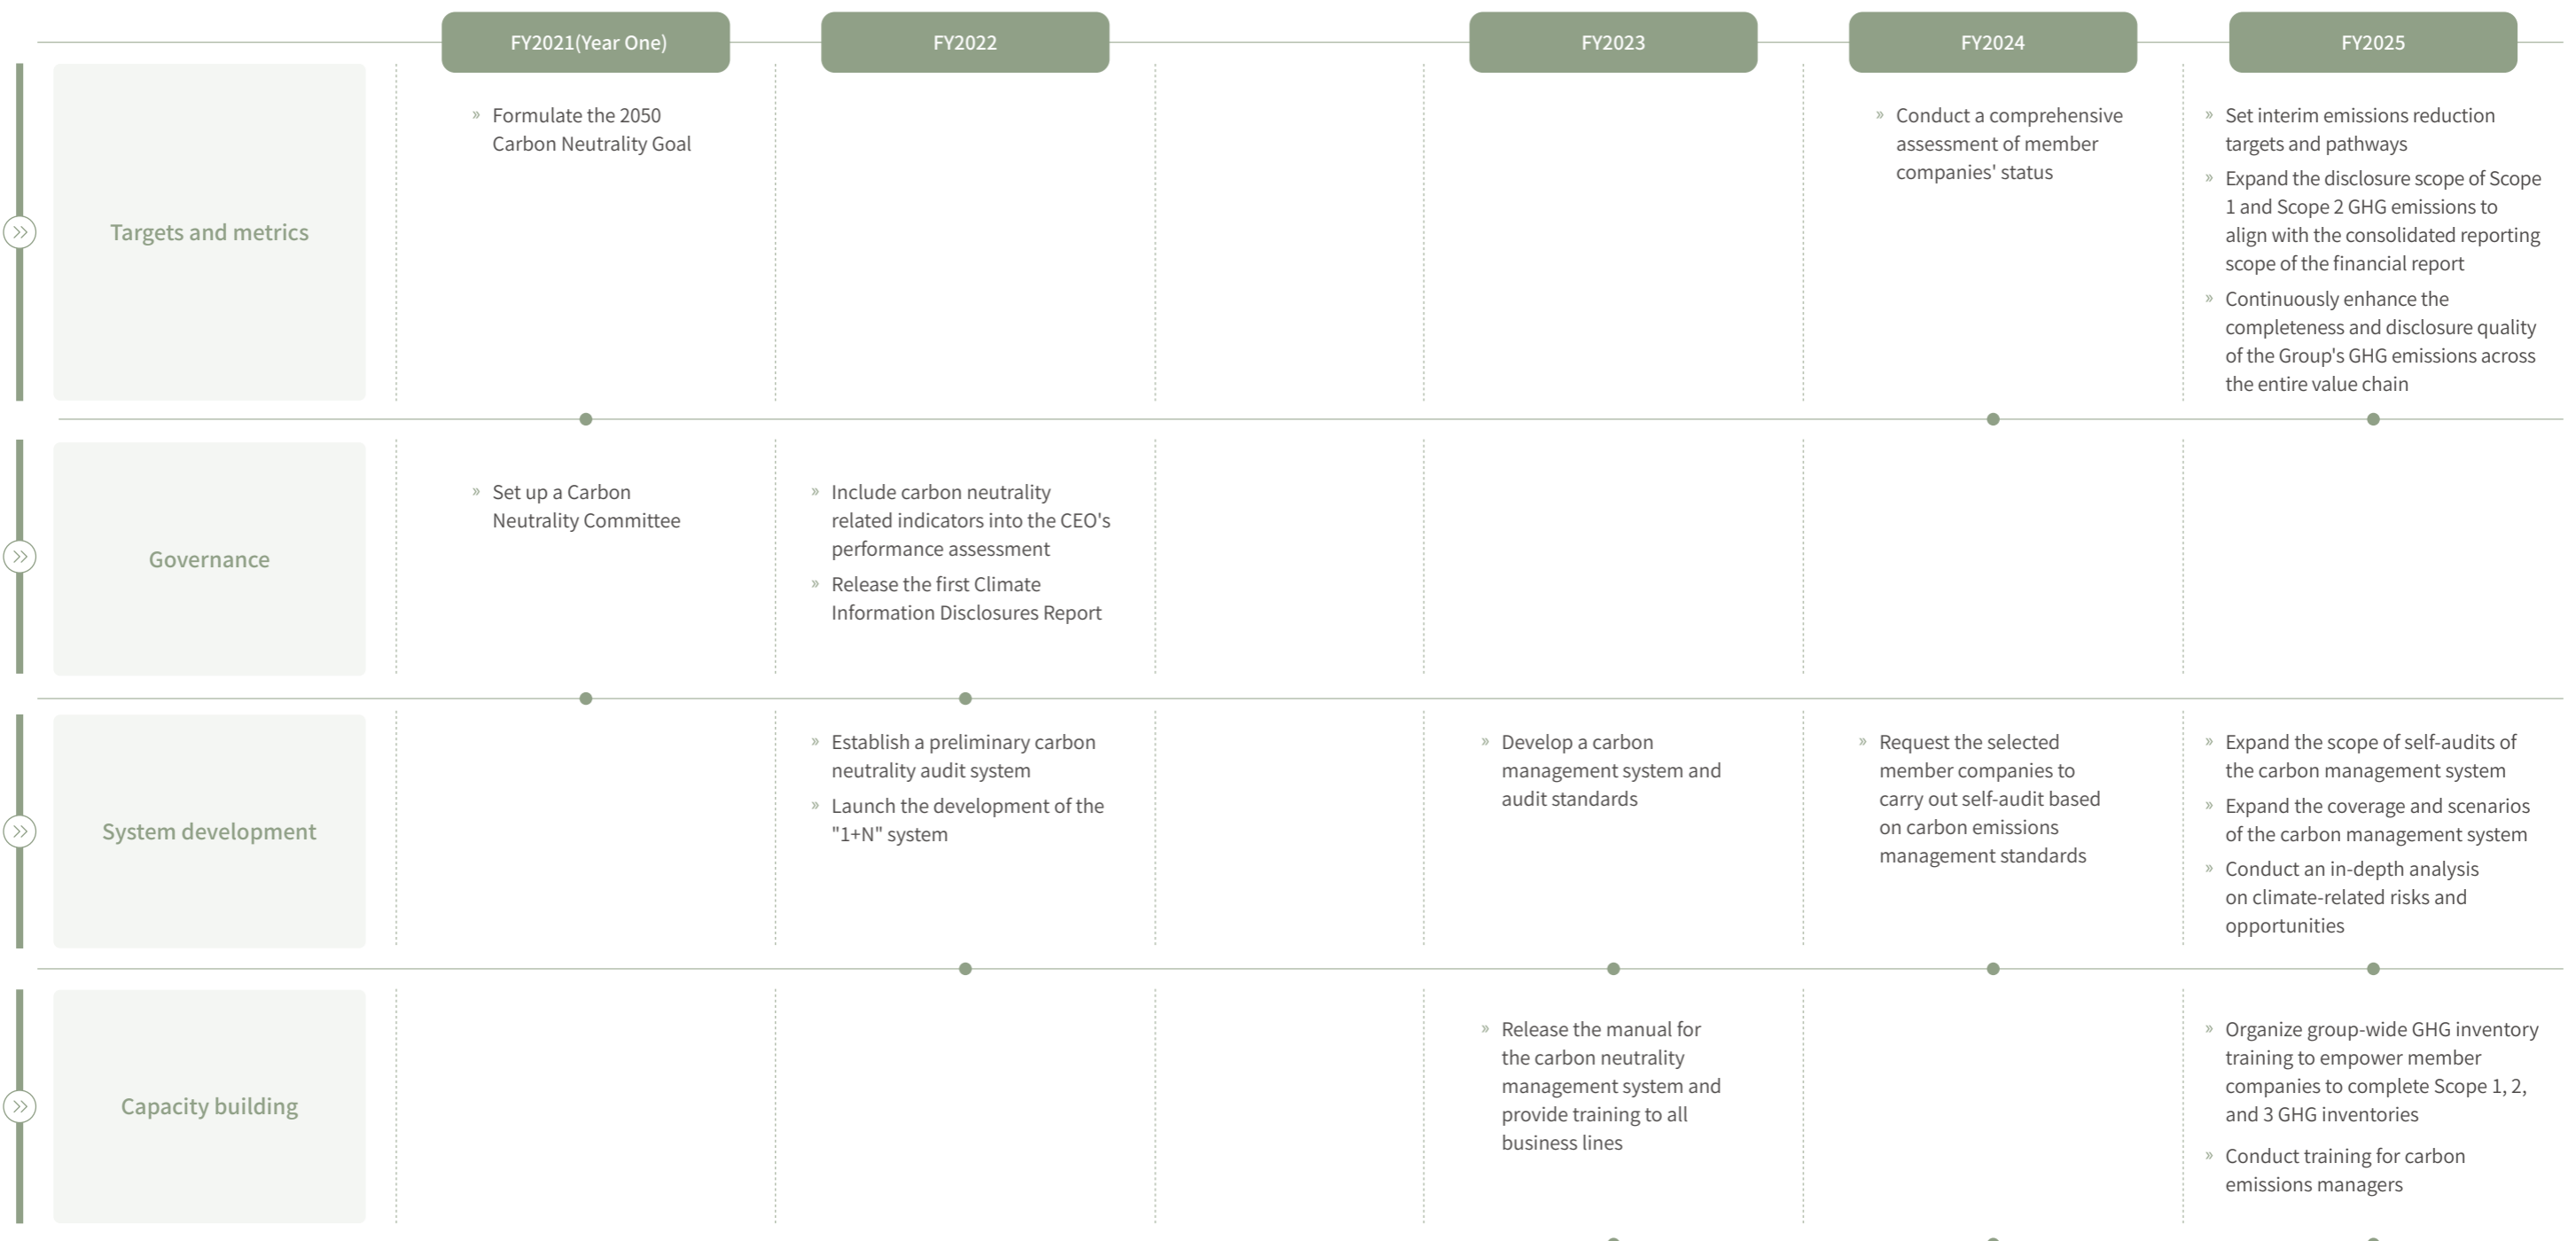 FY2021(Year One)
FY2022
FY2023
FY2024
FY2025
Targets and metrics
» Formulate the 2050
Carbon Neutrality Goal
» Conduct a comprehensive
assessment of member
companies' status
» Set interim emissions reduction
targets and pathways
» Expand the disclosure scope of Scope
1 and Scope 2 GHG emissions to
align with the consolidated reporting
scope of the financial report
» Continuously enhance the
completeness and disclosure quality
of the Group's GHG emissions across
the entire value chain
Governance
» Set up a Carbon
Neutrality Committee
» Include carbon neutrality
related indicators into the CEO's
performance assessment
» Release the first Climate
Information Disclosures Report
System development
» Establish a preliminary carbon
neutrality audit system
» Launch the development of the
"1+N" system
» Develop a carbon
management system and
audit standards
» Request the selected
member companies to
carry out self-audit based
on carbon emissions
management standards
» Expand the scope of self-audits of
the carbon management system
» Expand the coverage and scenarios
of the carbon management system
» Conduct an in-depth analysis
on climate-related risks and
opportunities
Capacity building
» Release the manual for
the carbon neutrality
management system and
provide training to all
business lines
» Organize group-wide GHG inventory
training to empower member
companies to complete Scope 1, 2,
and 3 GHG inventories
» Conduct training for carbon
emissions managers